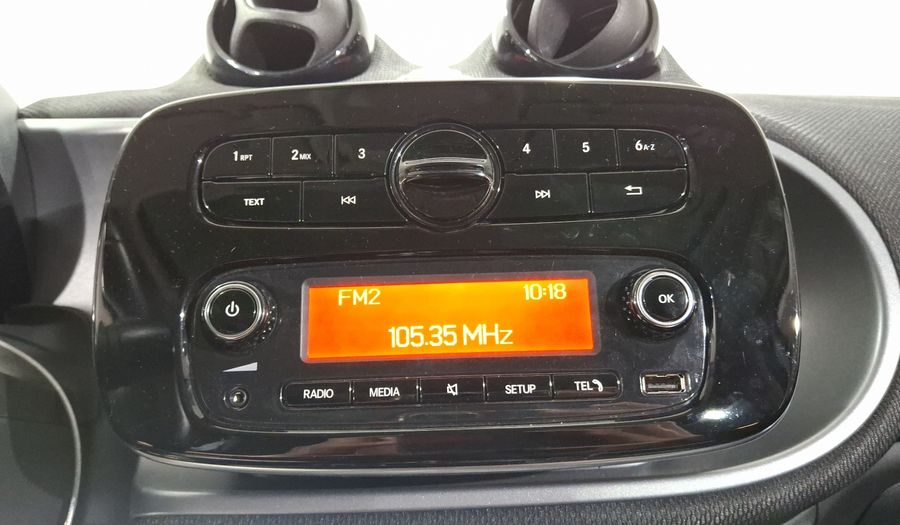 1 RPT 2 MIX 3 4 5 6 A-Z
TEXT
FM2 10:18
OK
105.35 MHz
RADIO MEDIA SETUP TEL